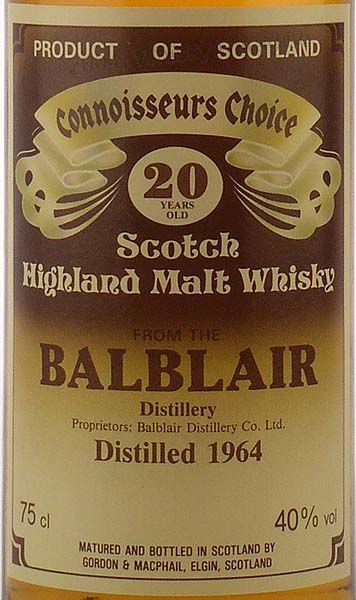 PRODUCT OF SCOTLAND
Connoisseurs Choice
20
YEARS
OLD
Scotch
Highland Malt Whisky
FROM THE
BALBLAIR
Distillery
Proprietors: Balblair Distillery Co. Ltd.
Distilled 1964
75 cl 40% vol
MATURED AND BOTTLED IN SCOTLAND BY
GORDON & MACPHAIL, ELGIN, SCOTLAND